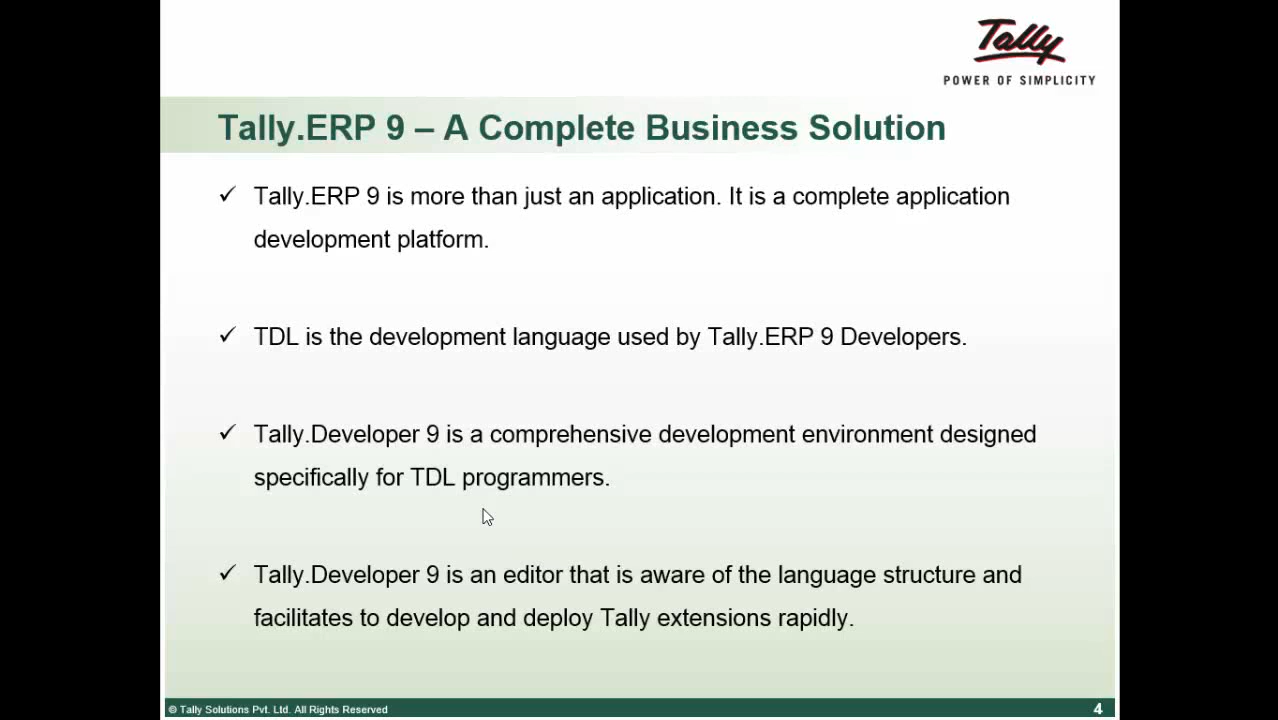 Tally
POWER OF SIMPLICITY
Tally.ERP 9 – A Complete Business Solution
✓ Tally.ERP 9 is more than just an application. It is a complete application
development platform.
✓ TDL is the development language used by Tally.ERP 9 Developers.
✓ Tally.Developer 9 is a comprehensive development environment designed
specifically for TDL programmers.
✓ Tally.Developer 9 is an editor that is aware of the language structure and
facilitates to develop and deploy Tally extensions rapidly.
© Tally Solutions Pvt. Ltd. All Rights Reserved
4